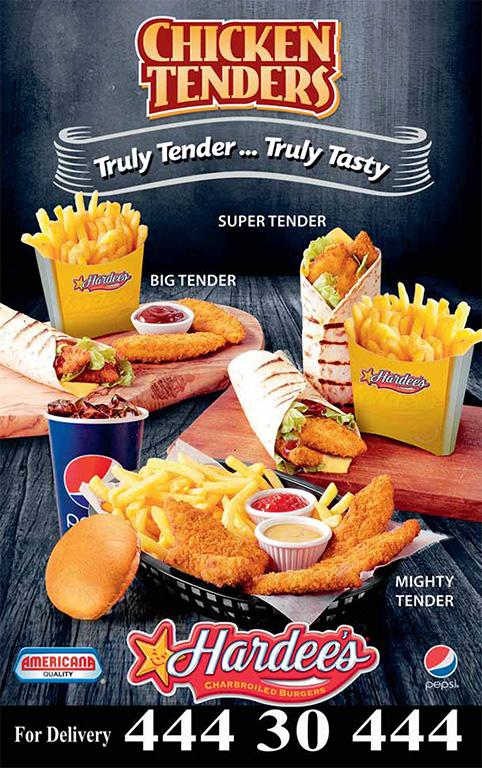 CHICKEN
TENDERS
Truly Tender... Truly Tasty
SUPER TENDER
BIG TENDER
Hardee's
Hardee's
MIGHTY
TENDER
Hardee's
CHARBROILED BURGERS
AMERICANA
QUALITY
pepsi
For Delivery 444 30 444